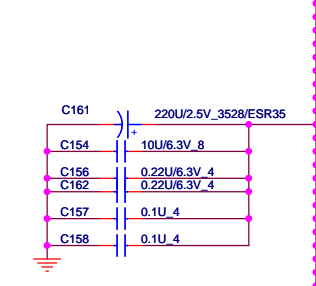 C161 220U/2.5V_3528/ESR35
+
C154 10U/6.3V_8
C156 0.22U/6.3V_4
C162 0.22U/6.3V_4
C157 0.1U_4
C158 0.1U_4